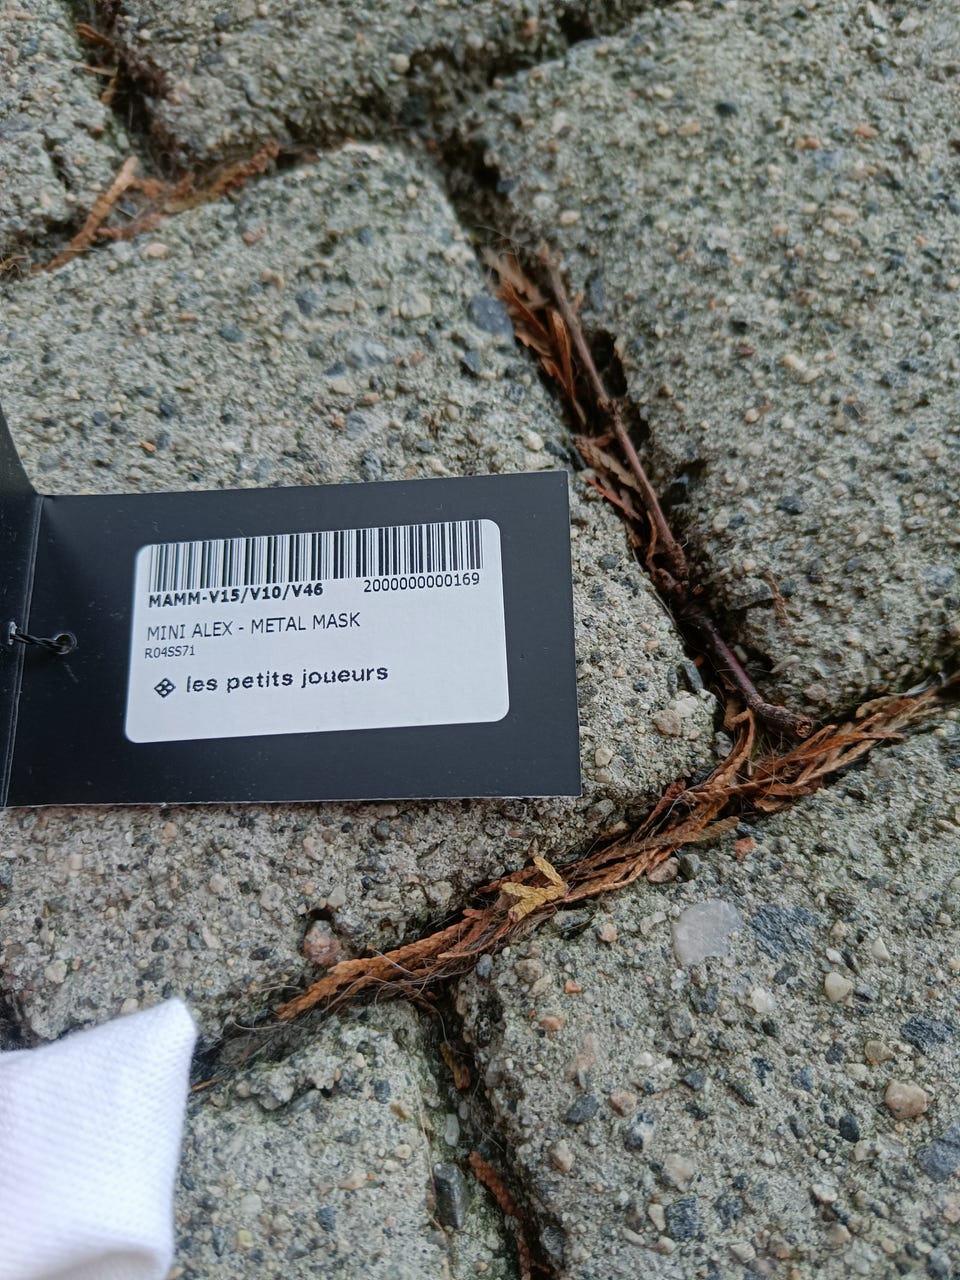 MAMM-V15/V10/V46 2000000000169
MINI ALEX - METAL MASK
R04SS71
les petits joueurs